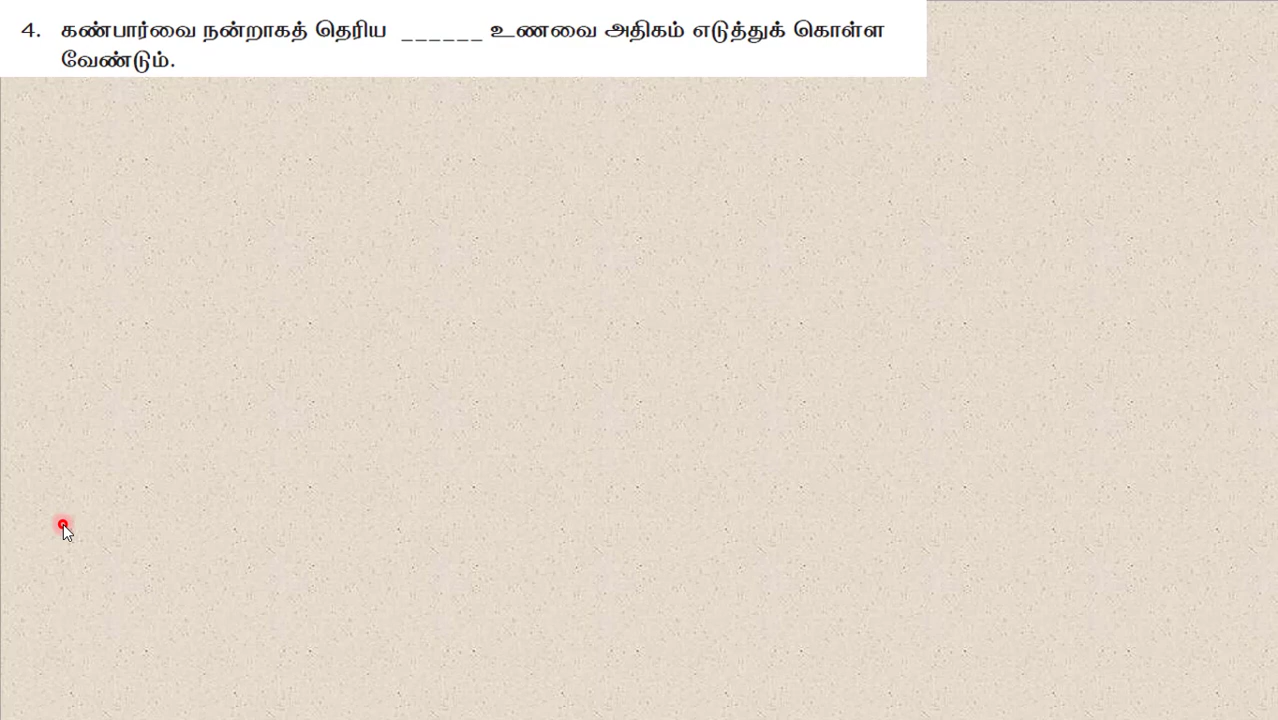 4. கண்பார்வை நன்றாகத் தெரிய ______ உணவை அதிகம் எடுத்துக் கொள்ள
வேண்டும்.